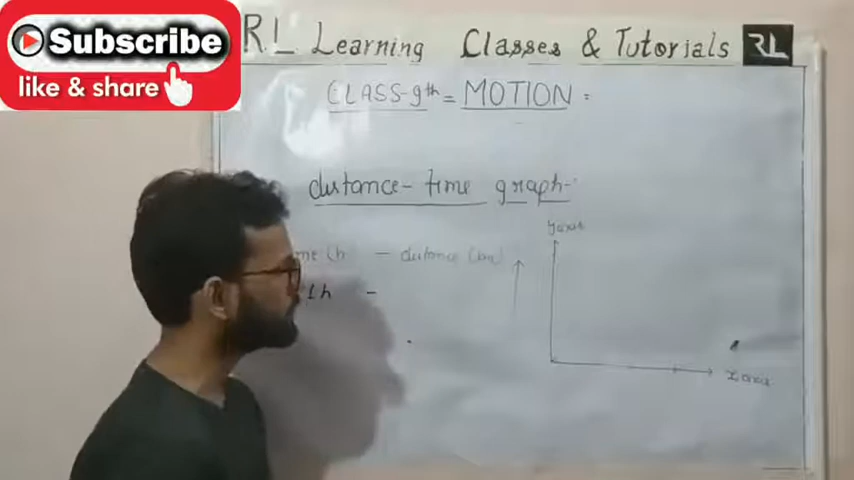 Subscribe
like & share
RL Learning Classes & Tutorials RL
CLASS-9th = MOTION :
distance - time graph -
me (h - distance (km)
1h -
y axis
x axis